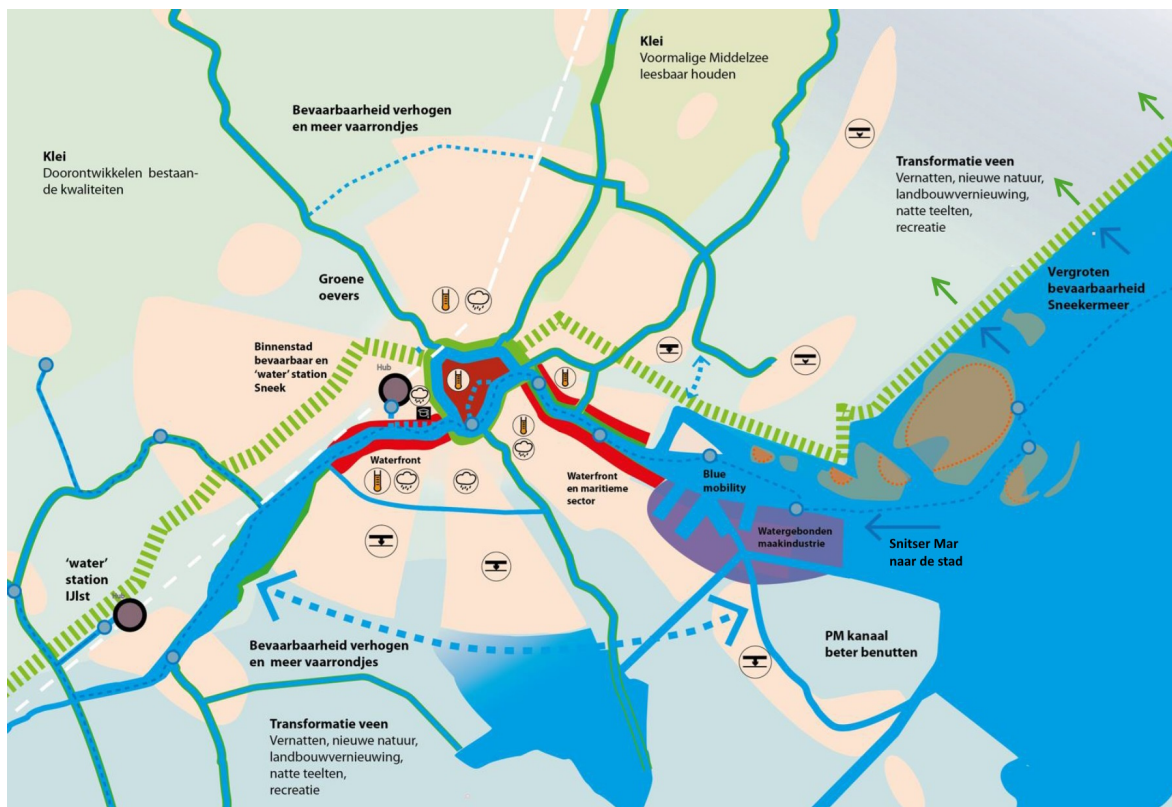 Klei
Voormalige Middelzee
leesbaar houden
Bevaarbaarheid verhogen
en meer vaarrondjes
Klei
Doorontwikkelen bestaan-
de kwaliteiten
Transformatie veen
Vernatten, nieuwe natuur,
landbouwvernieuwing,
natte teelten,
recreatie
Groene
oevers
Vergroten
bevaarbaarheid
Sneekermeer
Binnenstad
bevaarbaar en
‘water’ station
Sneek
Hub
Waterfront
Waterfront
en maritieme
sector
Blue
mobility
Watergebonden
maakindustrie
Snitser Mar
naar de stad
‘water’
station
IJlst
Hub
Bevaarbaarheid verhogen
en meer vaarrondjes
PM kanaal
beter benutten
Transformatie veen
Vernatten, nieuwe natuur,
landbouwvernieuwing,
natte teelten,
recreatie